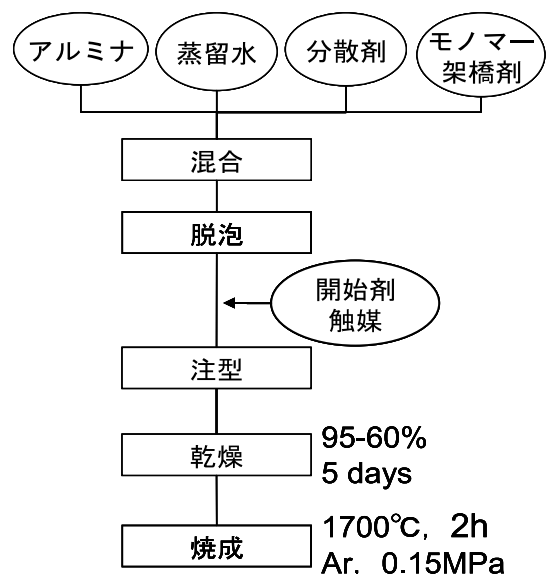 アルミナ
蒸留水
分散剤
モノマー
架橋剤
混合
脱泡
開始剤
触媒
注型
乾燥
95-60%
5 days
焼成
1700℃, 2h
Ar, 0.15MPa